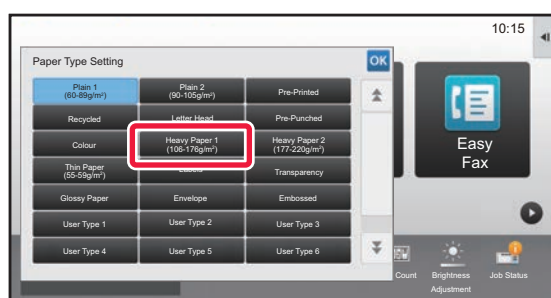 10:15
Paper Type Setting
OK
Plain 1
(60-89g/m²)
Plain 2
(90-105g/m²)
Pre-Printed
Recycled
Letter Head
Pre-Punched
Colour
Heavy Paper 1
(106-176g/m²)
Heavy Paper 2
(177-220g/m²)
Thin Paper
(55-59g/m²)
Labels
Transparency
Glossy Paper
Envelope
Embossed
User Type 1
User Type 2
User Type 3
User Type 4
User Type 5
User Type 6
Easy
Fax
Count
Brightness
Adjustment
Job Status